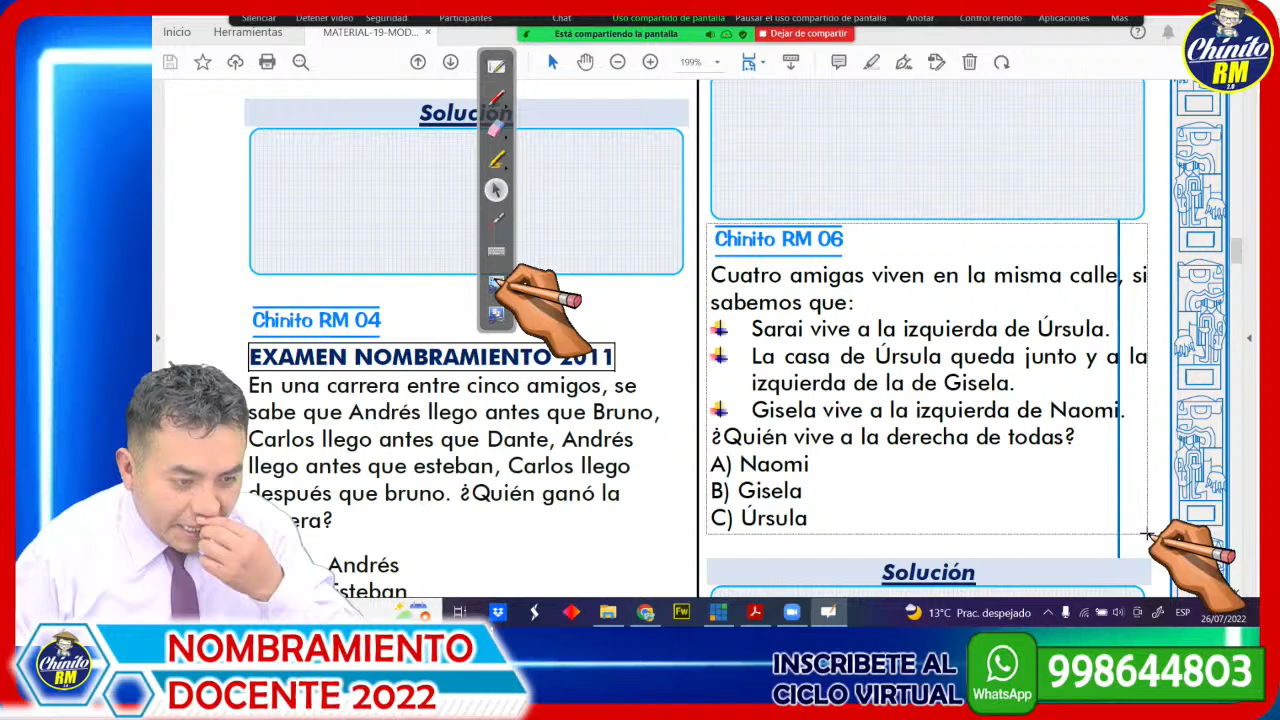 Silenciar Detener video Seguridad Participantes Chat Uso compartido de pantalla Pausar el uso compartido de pantalla Anotar Control remoto Aplicaciones Más
Inicio Herramientas MATERIAL-19-MOD... × Está compartiendo la pantalla Dejar de compartir
199%
Chinito
RM
2.0
Solución
Chinito RM 04
EXAMEN NOMBRAMIENTO 2011
En una carrera entre cinco amigos, se
sabe que Andrés llego antes que Bruno,
Carlos llego antes que Dante, Andrés
llego antes que esteban, Carlos llego
después que bruno. ¿Quién ganó la
era?
Andrés
Esteban
Chinito RM 06
Cuatro amigas viven en la misma calle, si
sabemos que:
Sarai vive a la izquierda de Úrsula.
La casa de Úrsula queda junto y a la
izquierda de la de Gisela.
Gisela vive a la izquierda de Naomi.
¿Quién vive a la derecha de todas?
A) Naomi
B) Gisela
C) Úrsula
Solución
Fw
13°C Prac. despejado ESP
26/07/2022
Chinito
RM
NOMBRAMIENTO
DOCENTE 2022
INSCRIBETE AL
CICLO VIRTUAL
WhatsApp
998644803